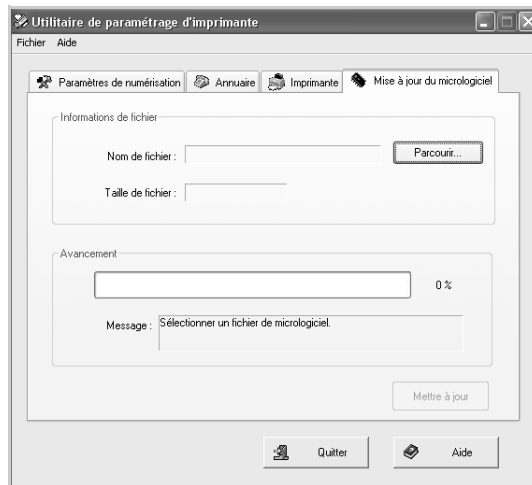 Utilitaire de paramétrage d'imprimante
Fichier Aide
Paramètres de numérisation Annuaire Imprimante Mise à jour du micrologiciel
Informations de fichier
Nom de fichier : Parcourir...
Taille de fichier :
Avancement
0 %
Message : Sélectionner un fichier de micrologiciel.
Mettre à jour
Quitter Aide